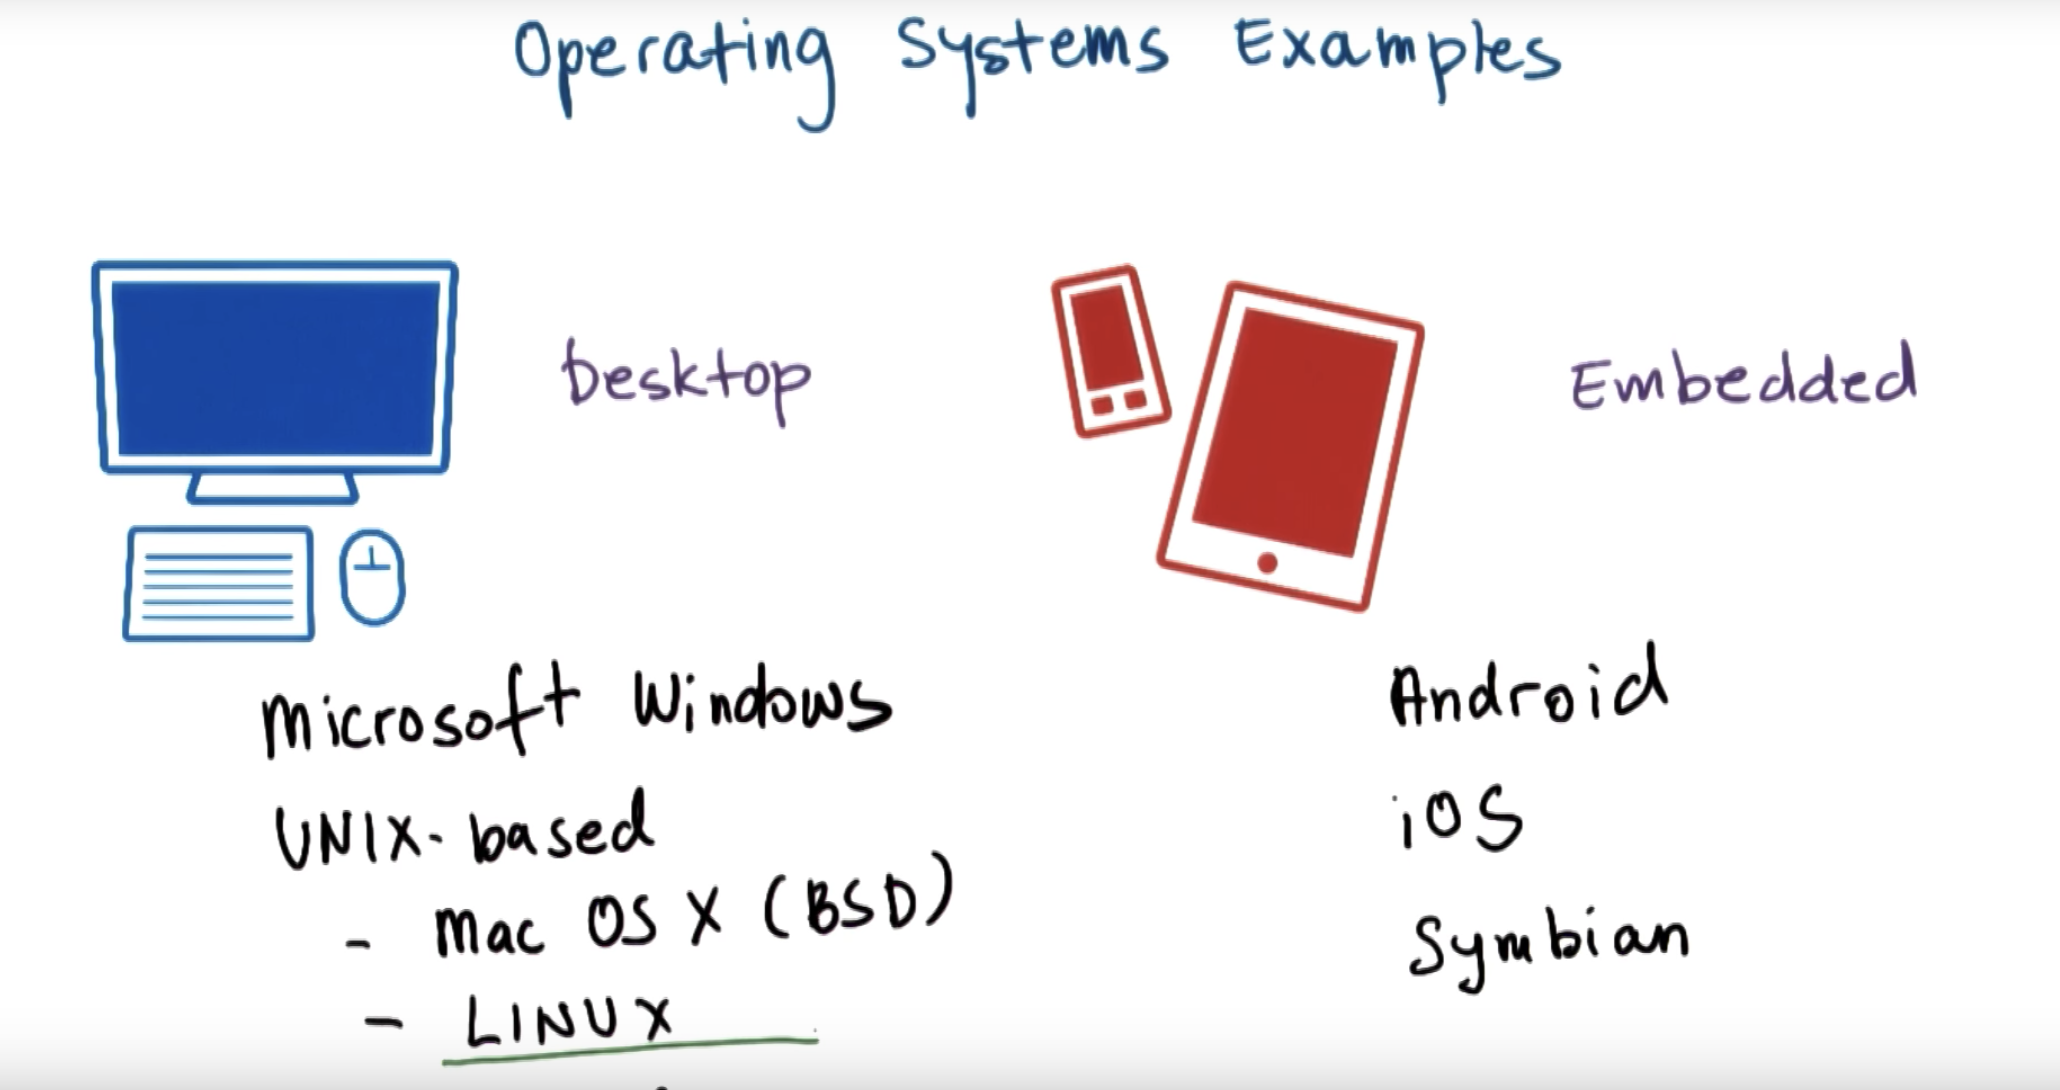 Operating Systems Examples
Desktop
Microsoft Windows
UNIX-based
- Mac OS X (BSD)
- LINUX
Embedded
Android
iOS
Symbian